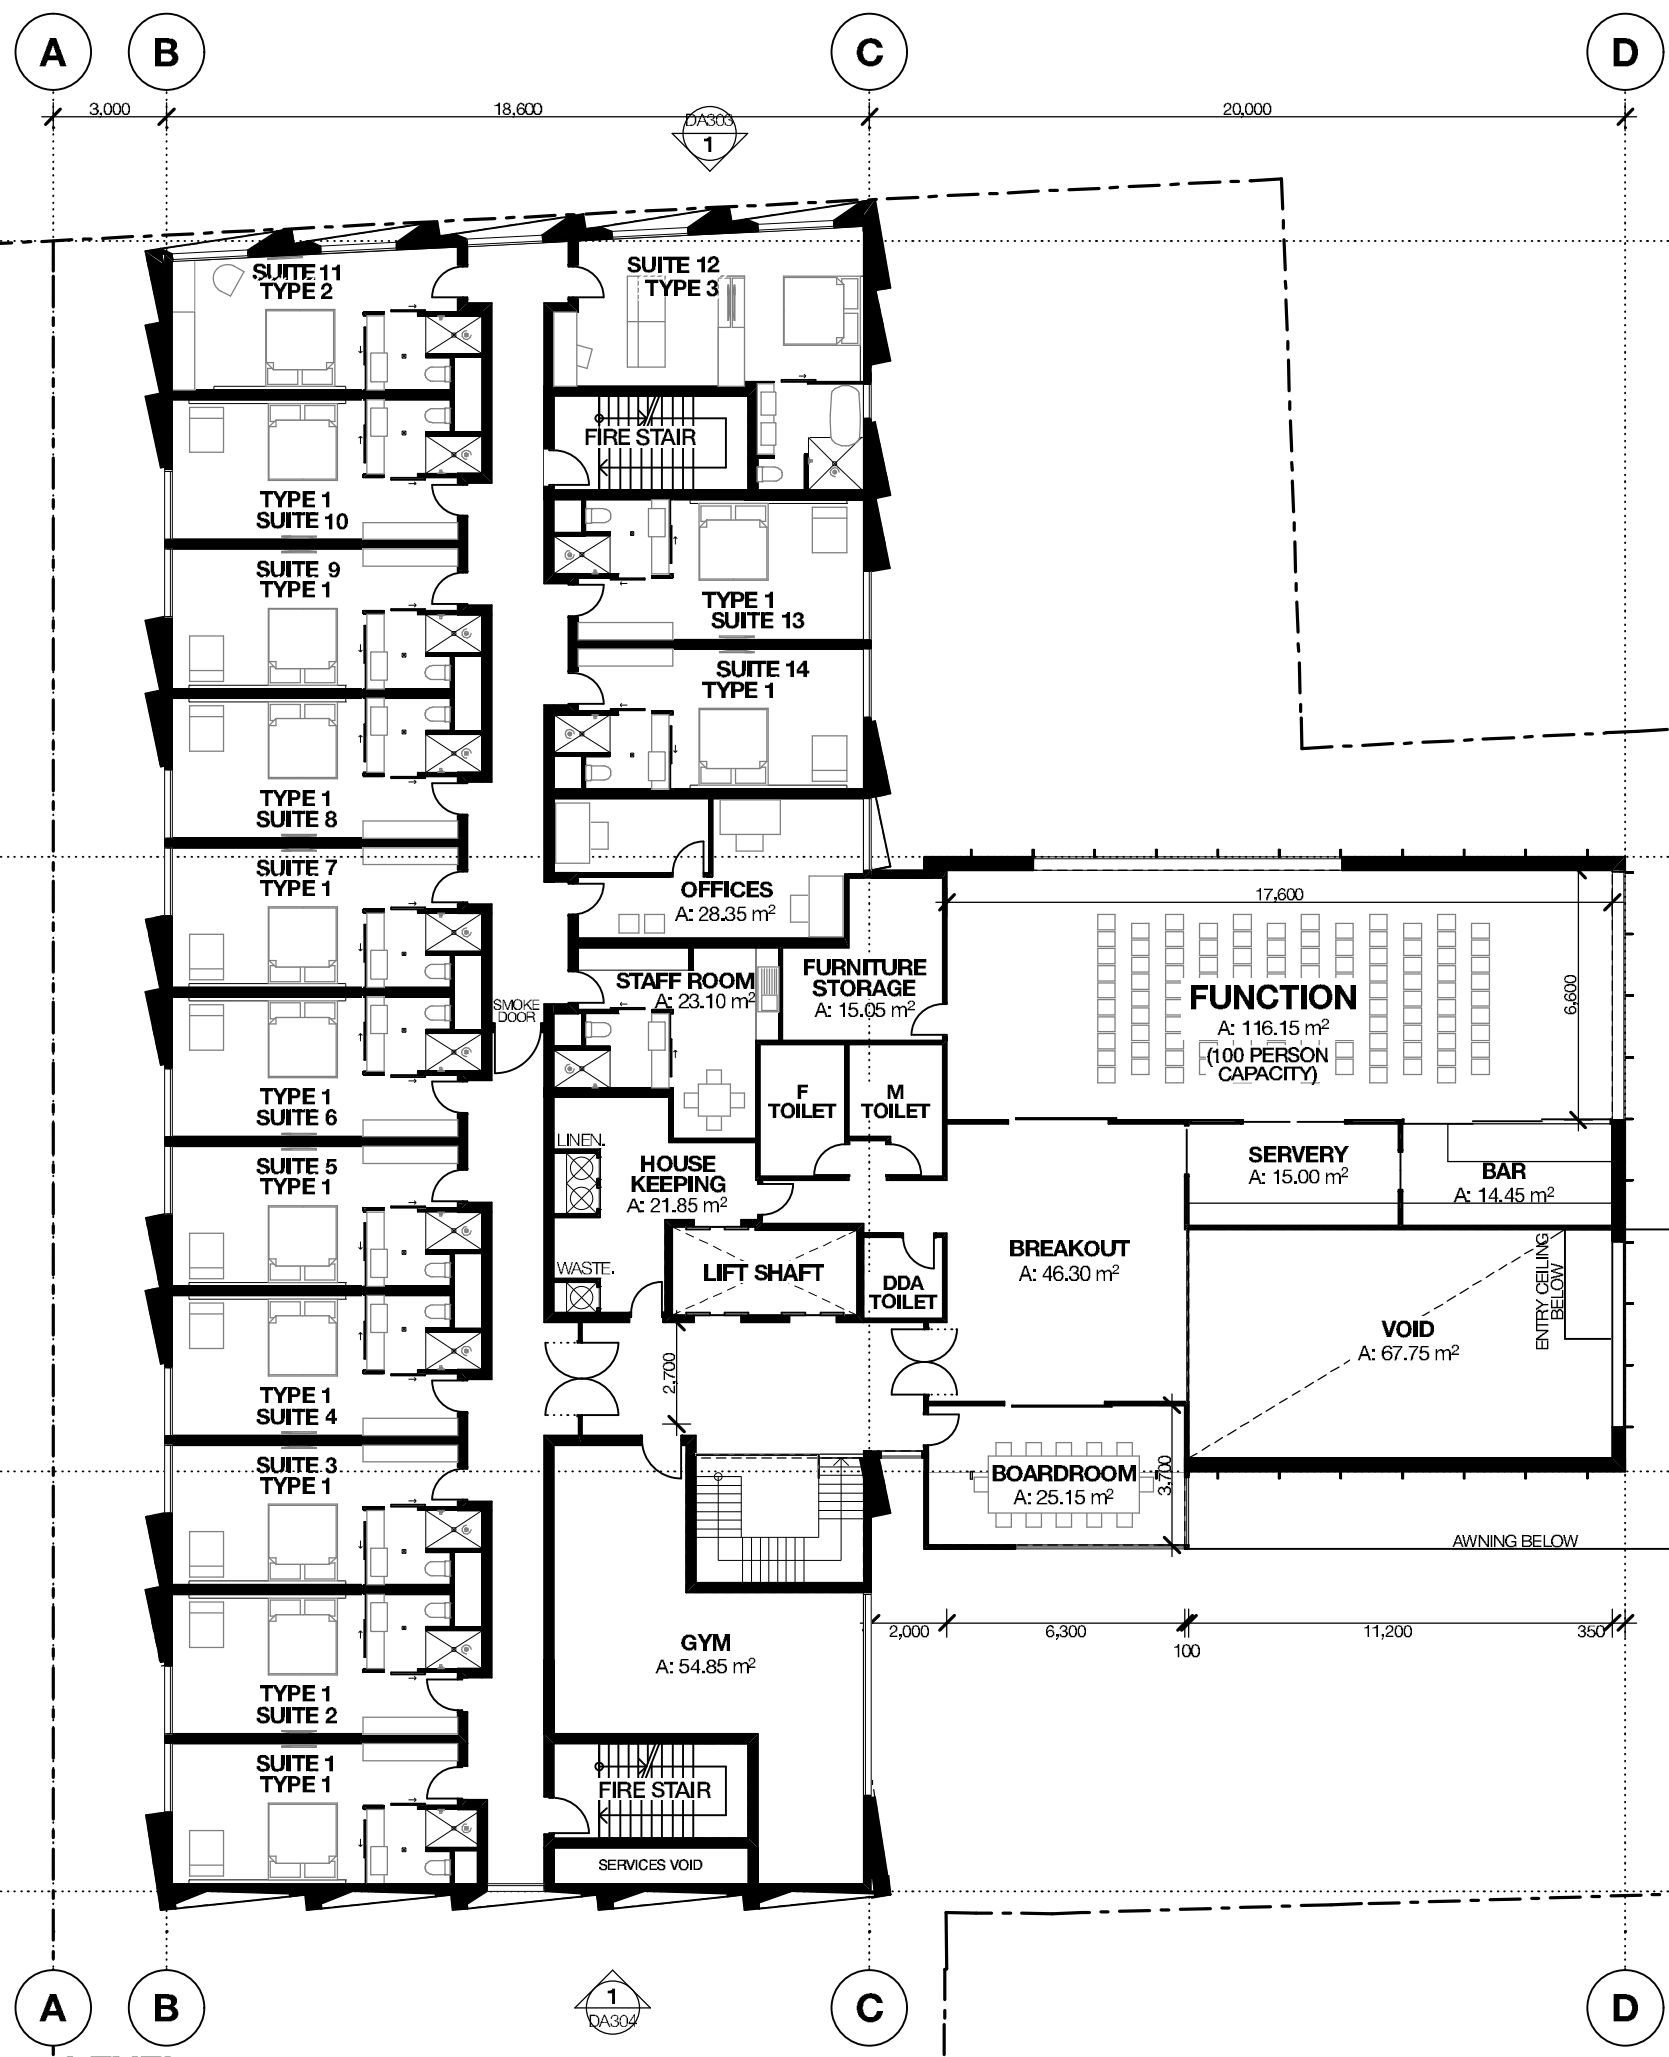 A
B
C
D
3,000
18,600
20,000
DA303
1
SUITE 11
TYPE 2
SUITE 12
TYPE 3
FIRE STAIR
TYPE 1
SUITE 10
SUITE 9
TYPE 1
TYPE 1
SUITE 13
SUITE 14
TYPE 1
TYPE 1
SUITE 8
SUITE 7
TYPE 1
OFFICES
A: 28.35 m²
17,600
STAFF ROOM
A: 23.10 m²
FURNITURE
STORAGE
A: 15.05 m²
FUNCTION
A: 116.15 m²
(100 PERSON
CAPACITY)
6,600
SMOKE
DOOR
TYPE 1
SUITE 6
F
TOILET
M
TOILET
LINEN.
HOUSE
KEEPING
A: 21.85 m²
SERVERY
A: 15.00 m²
BAR
A: 14.45 m²
SUITE 5
TYPE 1
WASTE.
LIFT SHAFT
DDA
TOILET
BREAKOUT
A: 46.30 m²
ENTRY CEILING
BELOW
VOID
A: 67.75 m²
2,700
TYPE 1
SUITE 4
SUITE 3
TYPE 1
BOARDROOM
A: 25.15 m²
3,700
AWNING BELOW
2,000
6,300
100
11,200
350
GYM
A: 54.85 m²
TYPE 1
SUITE 2
SUITE 1
TYPE 1
FIRE STAIR
SERVICES VOID
1
DA304
A
B
C
D